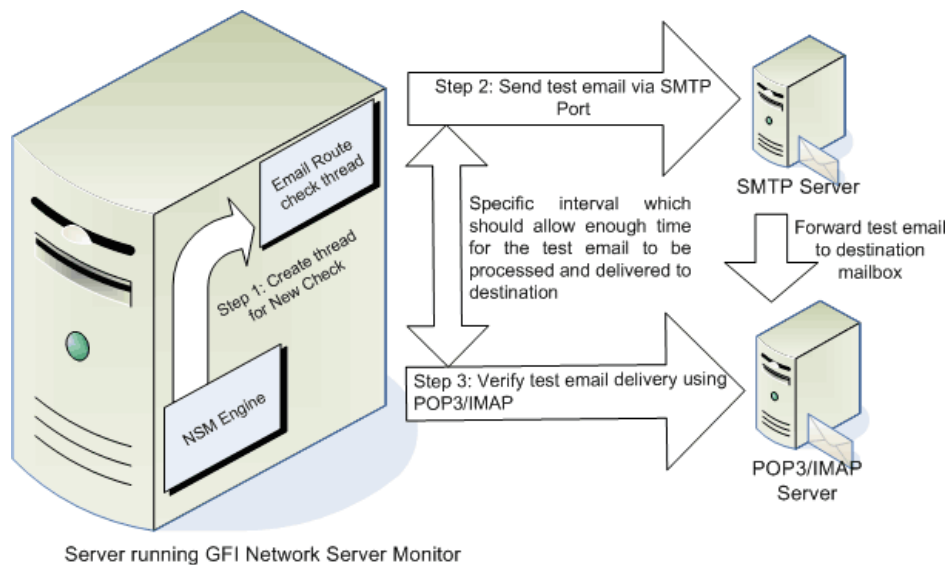 Email Route
check thread
Step 1: Create thread
for New Check
NSM Engine
Step 2: Send test email via SMTP
Port
SMTP Server
Specific interval which
should allow enough time
for the test email to be
processed and delivered to
destination
Forward test email
to destination
mailbox
Step 3: Verify test email delivery using
POP3/IMAP
POP3/IMAP
Server
Server running GFI Network Server Monitor